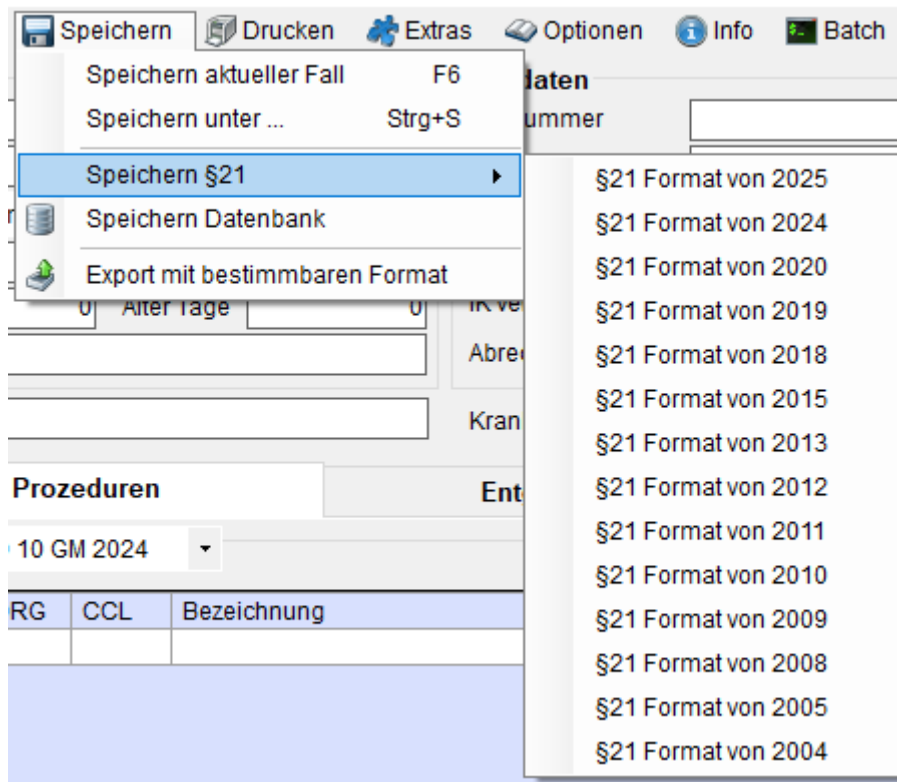 Speichern Drucken Extras Optionen Info Batch
Speichern aktueller Fall F6
Speichern unter ... Strg+S
Speichern §21
Speichern Datenbank
Export mit bestimmbaren Format
§21 Format von 2025
§21 Format von 2024
§21 Format von 2020
§21 Format von 2019
§21 Format von 2018
§21 Format von 2015
§21 Format von 2013
§21 Format von 2012
§21 Format von 2011
§21 Format von 2010
§21 Format von 2009
§21 Format von 2008
§21 Format von 2005
§21 Format von 2004
daten
ummer
0 Alter Tage 0
Abre
Kran
Prozeduren Ent
10 GM 2024
RG CCL Bezeichnung